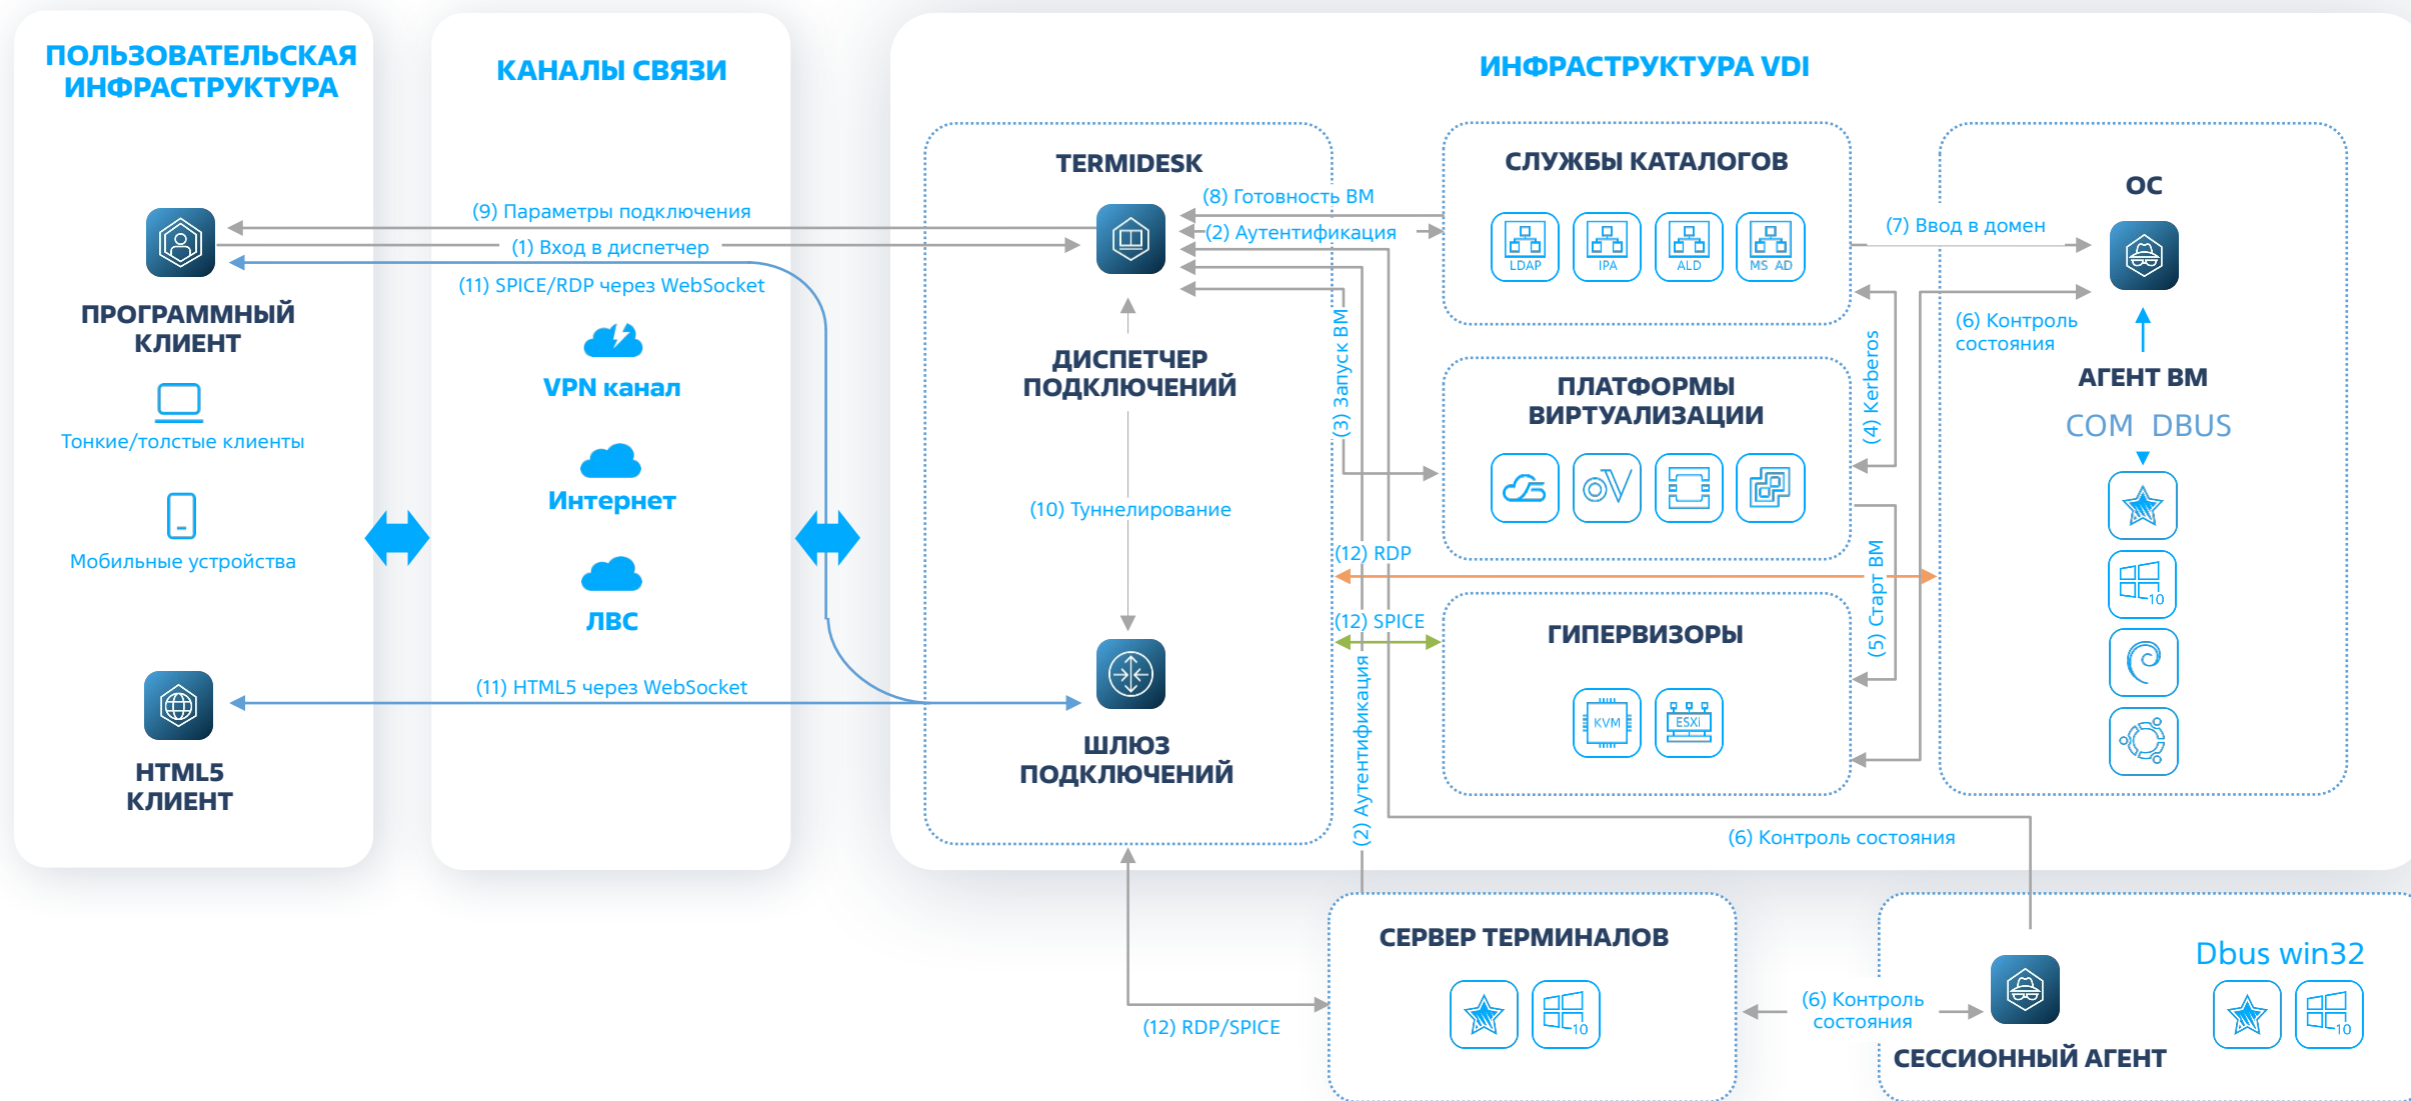 ПОЛЬЗОВАТЕЛЬСКАЯ
ИНФРАСТРУКТУРА
ПРОГРАММНЫЙ
КЛИЕНТ
Тонкие/толстые клиенты
Мобильные устройства
HTML5
КЛИЕНТ
КАНАЛЫ СВЯЗИ
(9) Параметры подключения
(1) Вход в диспетчер
(11) SPICE/RDP через WebSocket
VPN канал
Интернет
ЛВС
(11) HTML5 через WebSocket
ИНФРАСТРУКТУРА VDI
TERMIDESK
ДИСПЕТЧЕР
ПОДКЛЮЧЕНИЙ
(10) Туннелирование
ШЛЮЗ
ПОДКЛЮЧЕНИЙ
(8) Готовность ВМ
(2) Аутентификация
(3) Запуск ВМ
(12) RDP
(12) SPICE
(2) Аутентификация
СЛУЖБЫ КАТАЛОГОВ
LDAP
IPA
ALD
MS AD
ПЛАТФОРМЫ
ВИРТУАЛИЗАЦИИ
oV
ГИПЕРВИЗОРЫ
KVM
ESXi
(4) Kerberos
(5) Старт ВМ
(7) Ввод в домен
(6) Контроль
состояния
ОС
АГЕНТ ВМ
COM DBUS
10
(6) Контроль состояния
(12) RDP/SPICE
СЕРВЕР ТЕРМИНАЛОВ
10
(6) Контроль
состояния
СЕССИОННЫЙ АГЕНТ
Dbus win32
10